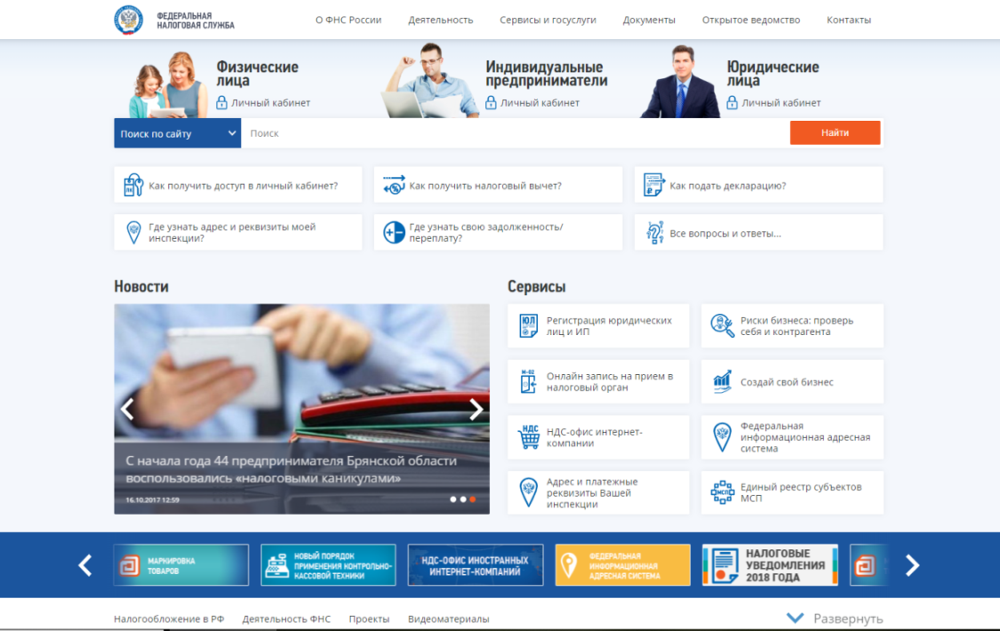 ФЕДЕРАЛЬНАЯ
НАЛОГОВАЯ СЛУЖБА
О ФНС России
Деятельность
Сервисы и госуслуги
Документы
Открытое ведомство
Контакты
Физические
лица
Личный кабинет
Индивидуальные
предприниматели
Личный кабинет
Юридические
лица
Личный кабинет
Поиск по сайту
Поиск
Найти
Как получить доступ в личный кабинет?
Как получить налоговый вычет?
Как подать декларацию?
Где узнать адрес и реквизиты моей
инспекции?
Где узнать свою задолженность/
переплату?
Все вопросы и ответы...
Новости
С начала года 44 предпринимателя Брянской области
воспользовались «налоговыми каникулами»
16.10.2017 12:59
Сервисы
ЮЛ
Регистрация юридических
лиц и ИП
Риски бизнеса: проверь
себя и контрагента
Н-02
Онлайн запись на прием в
налоговый орган
Создай свой бизнес
НДС
НДС-офис интернет-
компании
Федеральная
информационная адресная
система
Адрес и платежные
реквизиты Вашей
инспекции
МСП
Единый реестр субъектов
МСП
МАРКИРОВКА
ТОВАРОВ
НОВЫЙ ПОРЯДОК
ПРИМЕНЕНИЯ КОНТРОЛЬНО-
КАССОВОЙ ТЕХНИКИ
НДС-ОФИС ИНОСТРАННЫХ
ИНТЕРНЕТ-КОМПАНИЙ
ФЕДЕРАЛЬНАЯ
ИНФОРМАЦИОННАЯ
АДРЕСНАЯ СИСТЕМА
НАЛОГОВЫЕ
УВЕДОМЛЕНИЯ
2018 ГОДА
Налогообложение в РФ
Деятельность ФНС
Проекты
Видеоматериалы
Развернуть